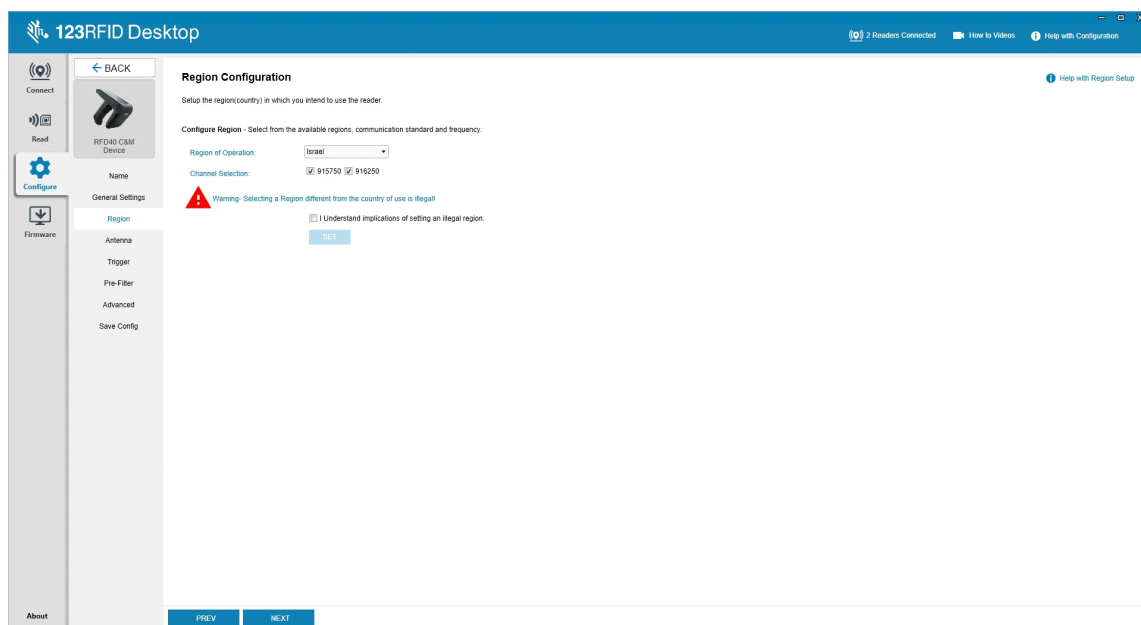 123RFID Desktop
2 Readers Connected
How to Videos
Help with Configuration
Connect
Read
Configure
Firmware
About
BACK
RFD40 C&M
Device
Name
General Settings
Region
Antenna
Trigger
Pre-Filter
Advanced
Save Config
Region Configuration
Help with Region Setup
Setup the region(country) in which you intend to use the reader.
Configure Region - Select from the available regions, communication standard and frequency.
Region of Operation: Israel
Channel Selection: 915750 916250
Warning- Selecting a Region different from the country of use is illegal!
I Understand implications of setting an illegal region.
SET
PREV NEXT